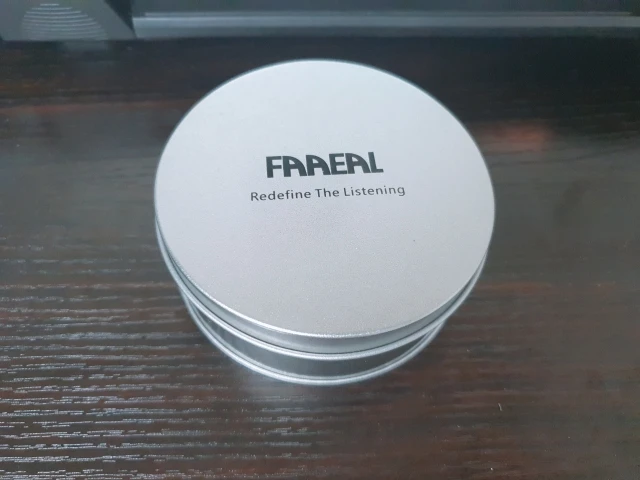 FAAEAL
Redefine The Listening